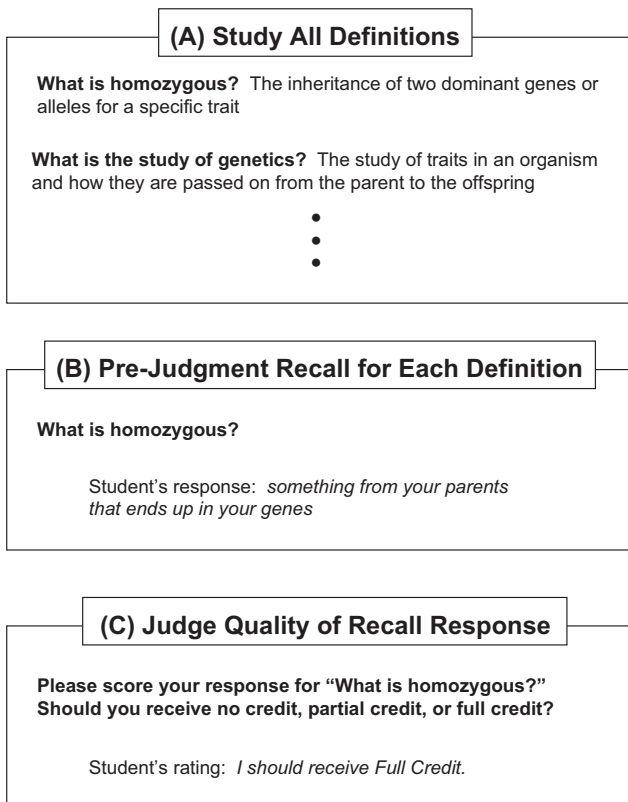 (A) Study All Definitions
What is homozygous? The inheritance of two dominant genes or
alleles for a specific trait
What is the study of genetics? The study of traits in an organism
and how they are passed on from the parent to the offspring
(B) Pre-Judgment Recall for Each Definition
What is homozygous?
Student’s response: something from your parents
that ends up in your genes
(C) Judge Quality of Recall Response
Please score your response for “What is homozygous?”
Should you receive no credit, partial credit, or full credit?
Student’s rating: I should receive Full Credit.